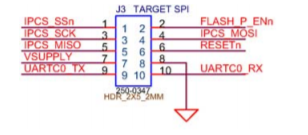 J3 TARGET SPI
IPCS_SSn 1 2 FLASH_P_ENn
IPCS_SCK 3 4 IPCS_MOSI
IPCS_MISO 5 6 RESETn
VSUPPLY 7 8
UARTC0_TX 9 10 UARTC0_RX
250-0347
HDR_2X5_2MM